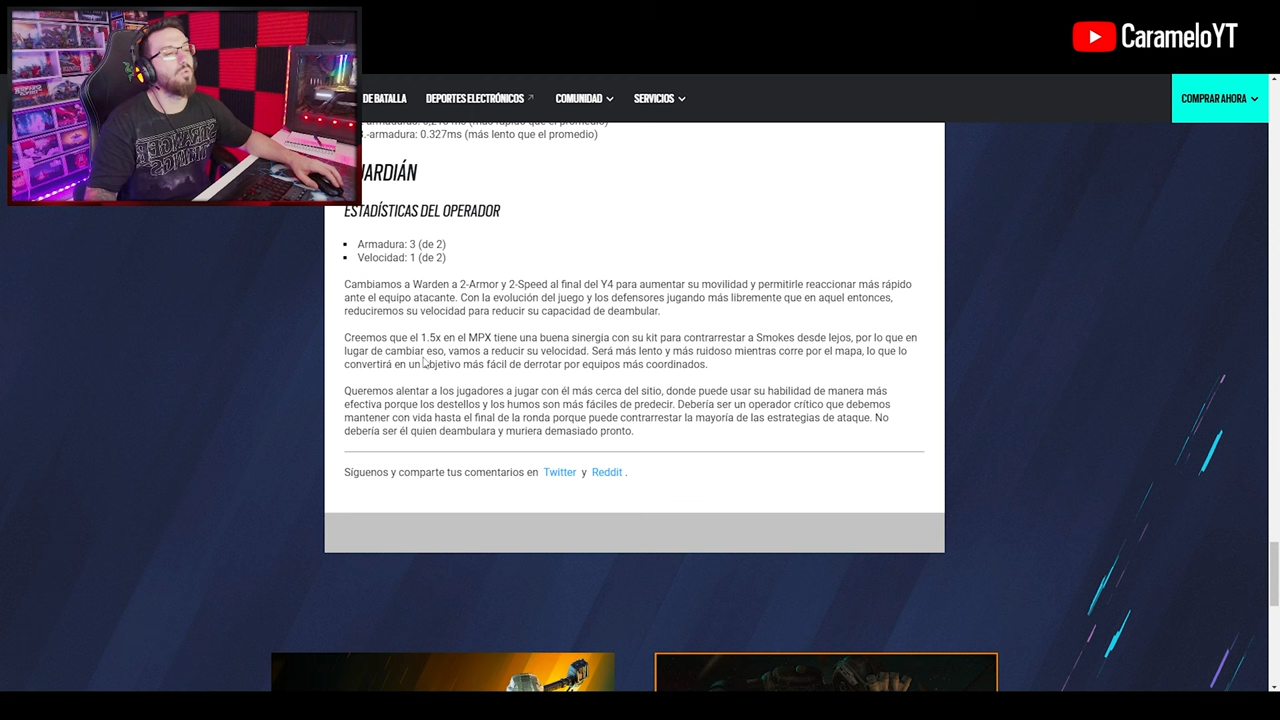 CarameloYT
DE BATALLA
DEPORTES ELECTRÓNICOS
COMUNIDAD
SERVICIOS
COMPRAR AHORA
.-armadura: 0.327ms (más lento que el promedio)
ARDIÁN
ESTADÍSTICAS DEL OPERADOR
Armadura: 3 (de 2)
Velocidad: 1 (de 2)
Cambiamos a Warden a 2-Armor y 2-Speed al final del Y4 para aumentar su movilidad y permitirle reaccionar más rápido
ante el equipo atacante. Con la evolución del juego y los defensores jugando más libremente que en aquel entonces,
reduciremos su velocidad para reducir su capacidad de deambular.
Creemos que el 1.5x en el MPX tiene una buena sinergia con su kit para contrarrestar a Smokes desde lejos, por lo que en
lugar de cambiar eso, vamos a reducir su velocidad. Será más lento y más ruidoso mientras corre por el mapa, lo que lo
convertirá en un objetivo más fácil de derrotar por equipos más coordinados.
Queremos alentar a los jugadores a jugar con él más cerca del sitio, donde puede usar su habilidad de manera más
efectiva porque los destellos y los humos son más fáciles de predecir. Debería ser un operador crítico que debemos
mantener con vida hasta el final de la ronda porque puede contrarrestar la mayoría de las estrategias de ataque. No
debería ser él quien deambulara y muriera demasiado pronto.
Síguenos y comparte tus comentarios en Twitter y Reddit .